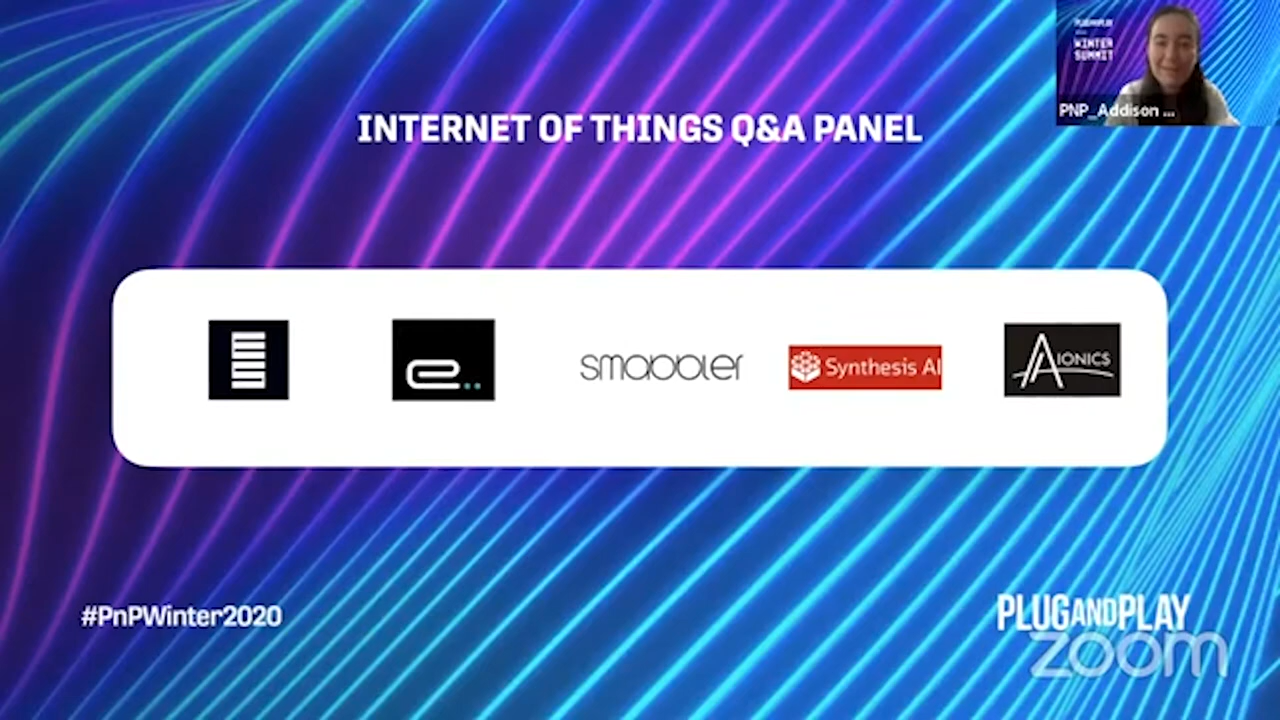 PLUGANDPLAY
WINTER
SUMMIT
PNP_Addison ...
INTERNET OF THINGS Q&A PANEL
e..
smabbler
Synthesis AI
AIONICS
#PnPWinter2020
PLUGANDPLAY
zoom